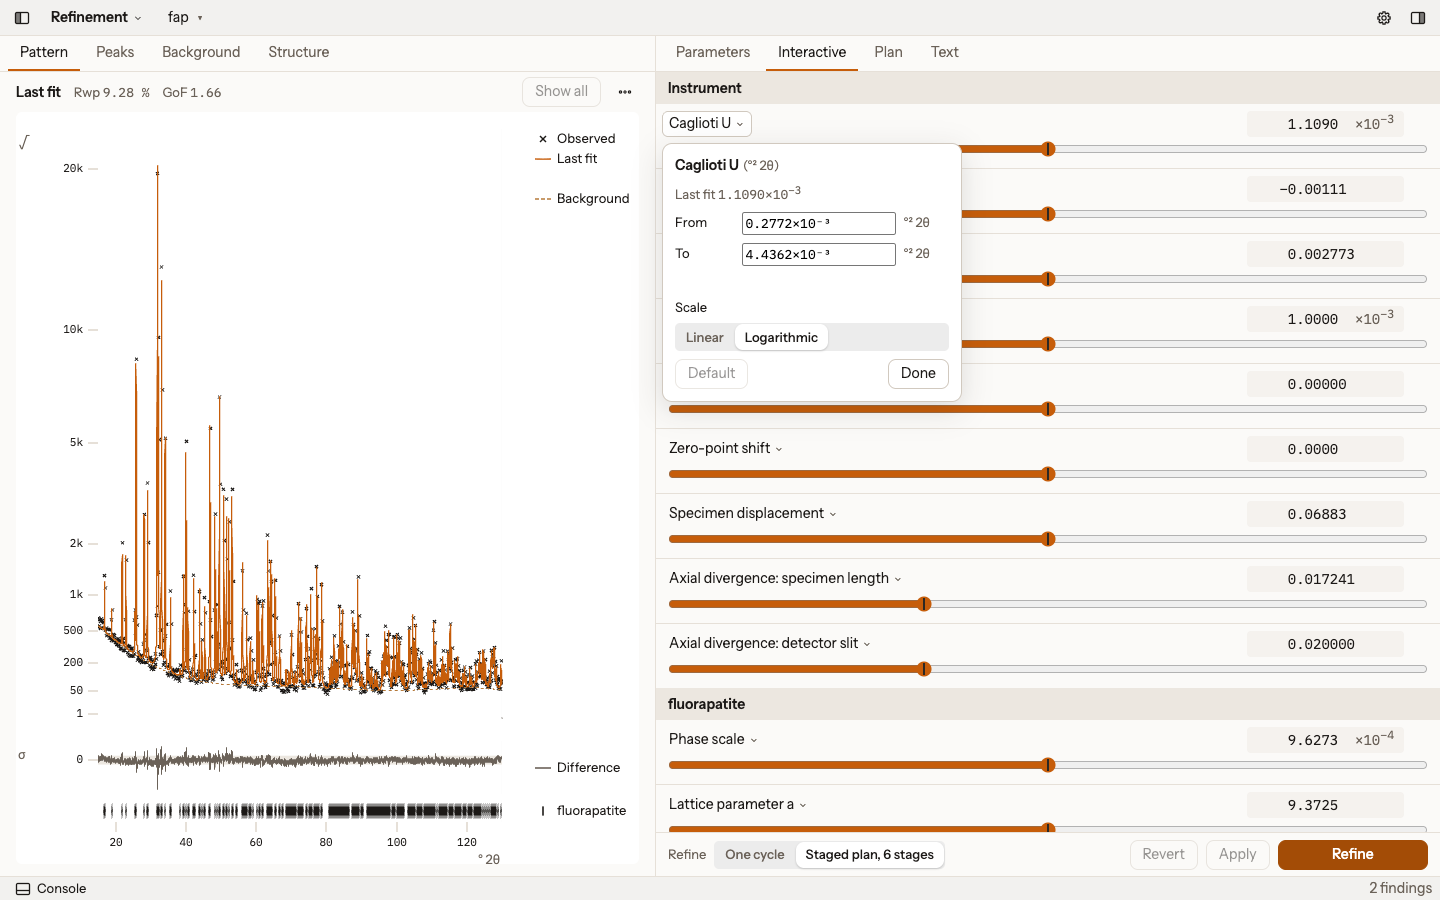 Refinement fap
Pattern Peaks Background Structure
Parameters Interactive Plan Text
Last fit Rwp 9.28 % GoF 1.66 Show all
√
Observed
Last fit
Background
20k
10k
5k
2k
1k
500
200
50
1
σ
0
Difference
fluorapatite
20 40 60 80 100 120
° 2θ
Instrument
Caglioti U 1.1090 ×10⁻³
Caglioti U (°² 2θ)
Last fit 1.1090×10⁻³
From 0.2772×10⁻³ °² 2θ
To 4.4362×10⁻³ °² 2θ
Scale
Linear Logarithmic
Default Done
−0.00111
0.002773
1.0000 ×10⁻³
0.00000
Zero-point shift 0.0000
Specimen displacement 0.06883
Axial divergence: specimen length 0.017241
Axial divergence: detector slit 0.020000
fluorapatite
Phase scale 9.6273 ×10⁻⁴
Lattice parameter a 9.3725
Refine One cycle Staged plan, 6 stages Revert Apply Refine
Console 2 findings